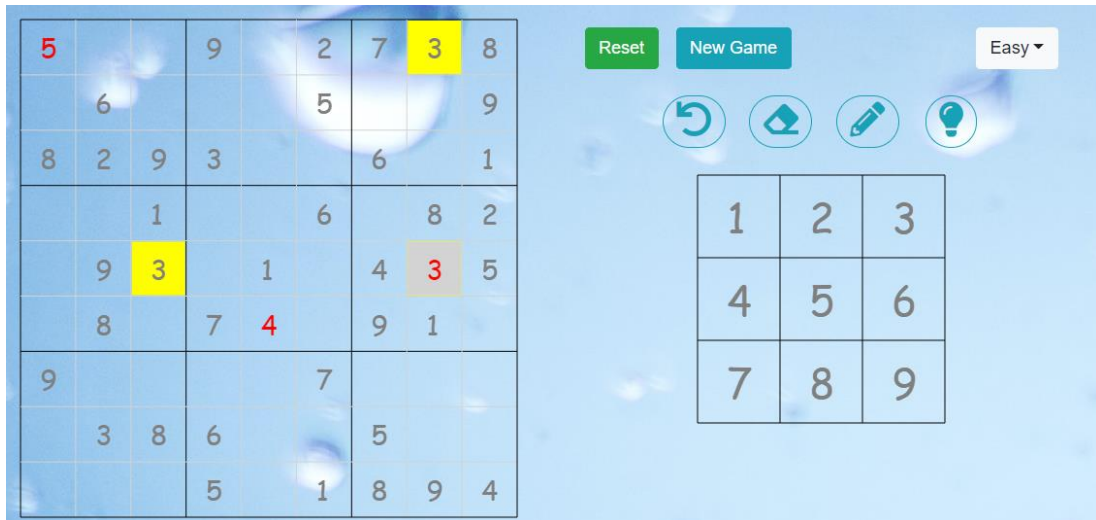 5 9 2 7 3 8
6 5 9
8 2 9 3 6 1
1 6 8 2
9 3 1 4 3 5
8 7 4 9 1
9 7
3 8 6 5
5 1 8 9 4
Reset New Game Easy
1 2 3
4 5 6
7 8 9